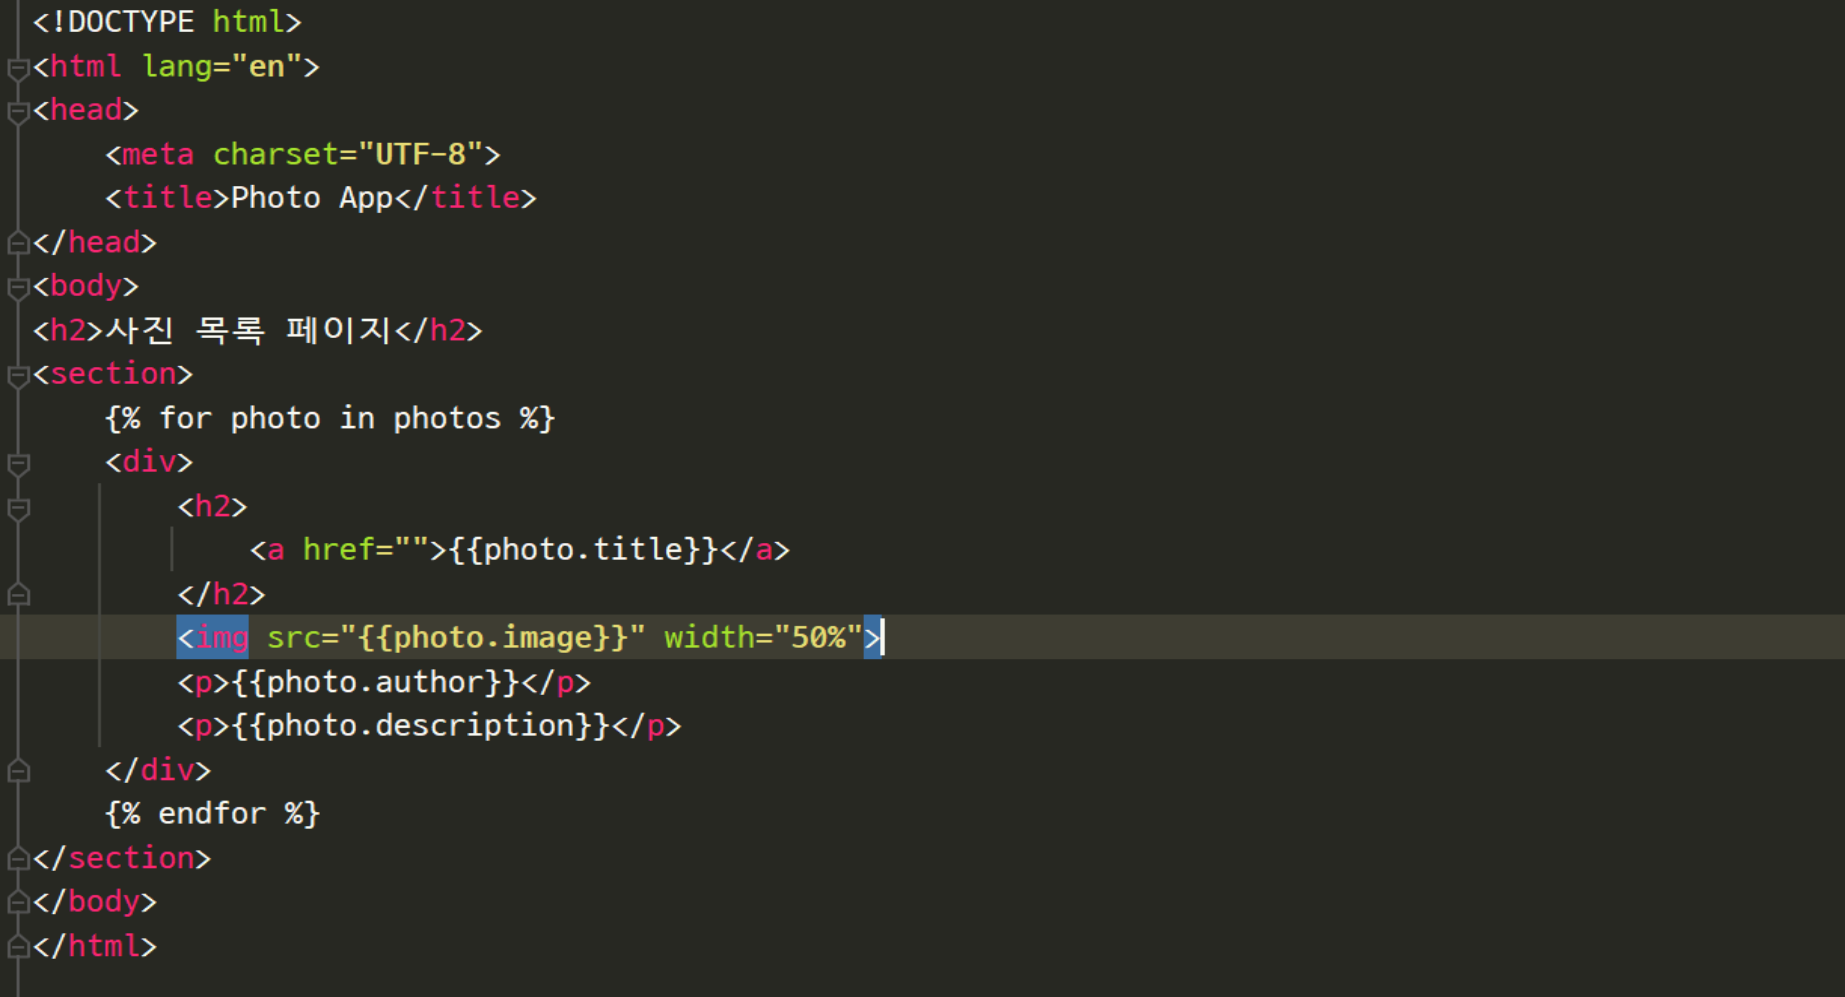 <!DOCTYPE html>
<html lang="en">
<head>
    <meta charset="UTF-8">
    <title>Photo App</title>
</head>
<body>
<h2>사진 목록 페이지</h2>
<section>
    {% for photo in photos %}
    <div>
        <h2>
            <a href="">{{photo.title}}</a>
        </h2>
        <img src="{{photo.image}}" width="50%">
        <p>{{photo.author}}</p>
        <p>{{photo.description}}</p>
    </div>
    {% endfor %}
</section>
</body>
</html>